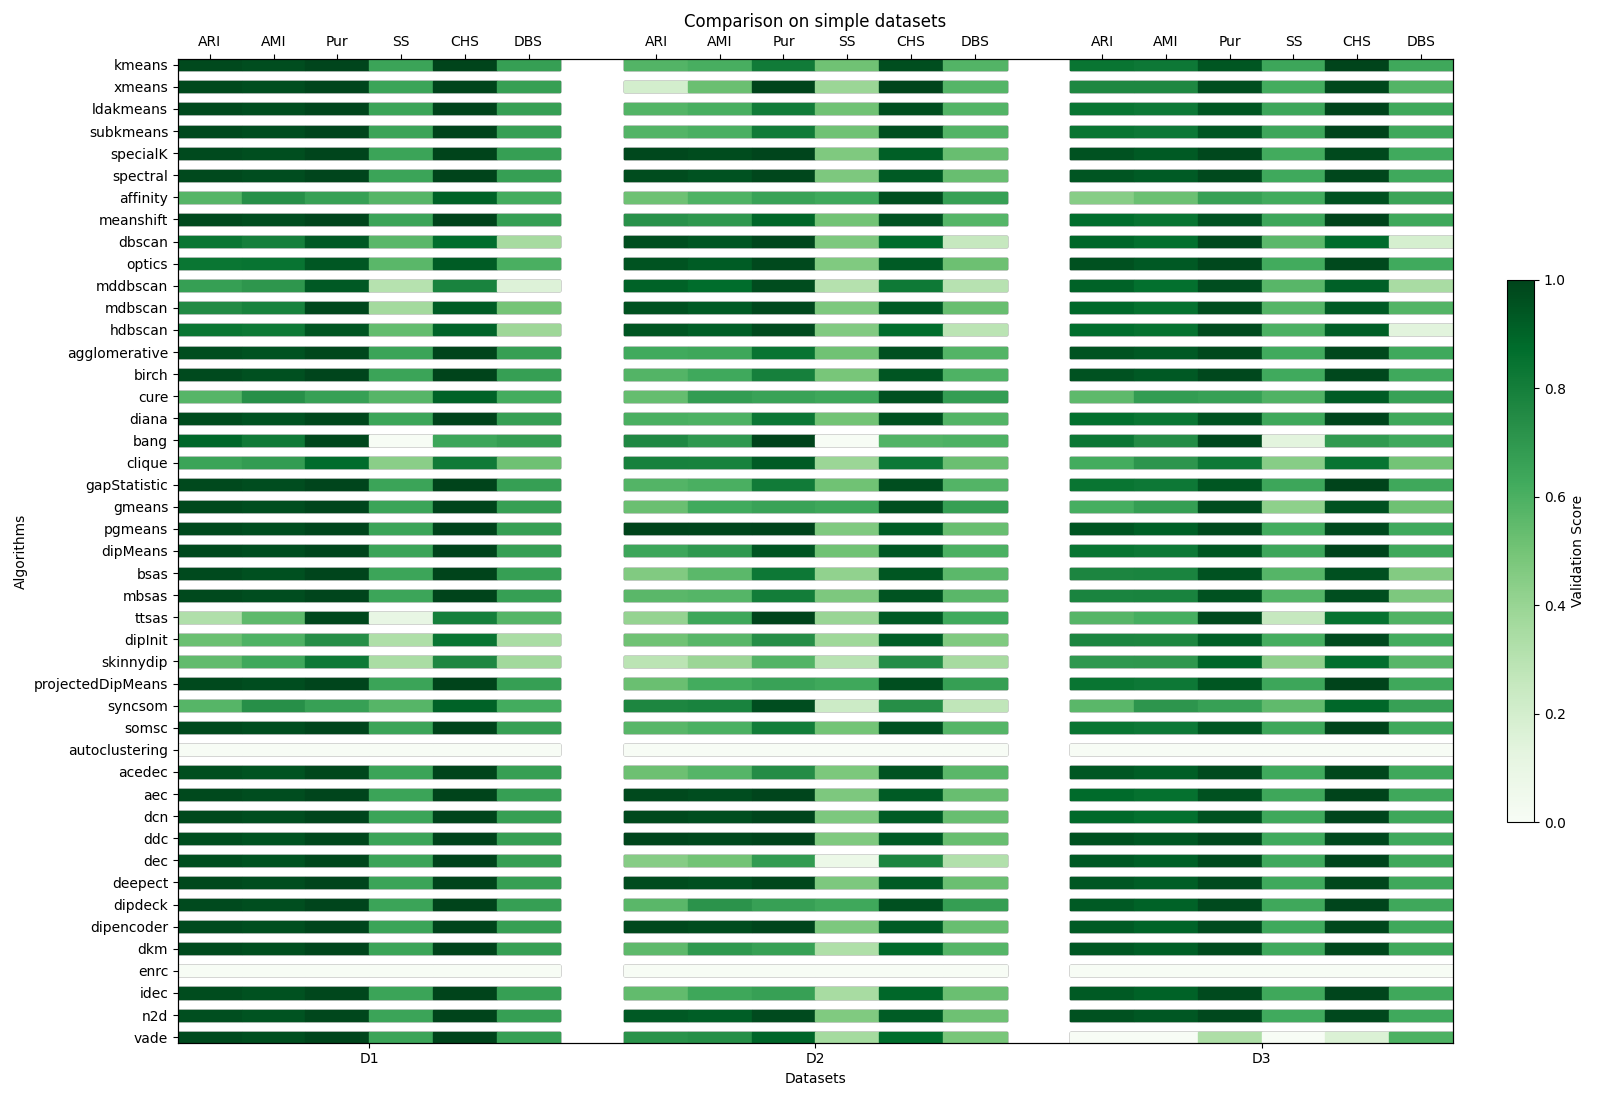 Comparison on simple datasets
ARI AMI Pur SS CHS DBS ARI AMI Pur SS CHS DBS ARI AMI Pur SS CHS DBS
kmeans
xmeans
ldakmeans
subkmeans
specialK
spectral
affinity
meanshift
dbscan
optics
mddbscan
mdbscan
hdbscan
agglomerative
birch
cure
diana
bang
clique
gapStatistic
gmeans
pgmeans
dipMeans
bsas
mbsas
ttsas
dipInit
skinnydip
projectedDipMeans
syncsom
somsc
autoclustering
acedec
aec
dcn
ddc
dec
deepect
dipdeck
dipencoder
dkm
enrc
idec
n2d
vade
Algorithms
D1 D2 D3
Datasets
1.0
0.8
0.6
0.4
0.2
0.0
Validation Score